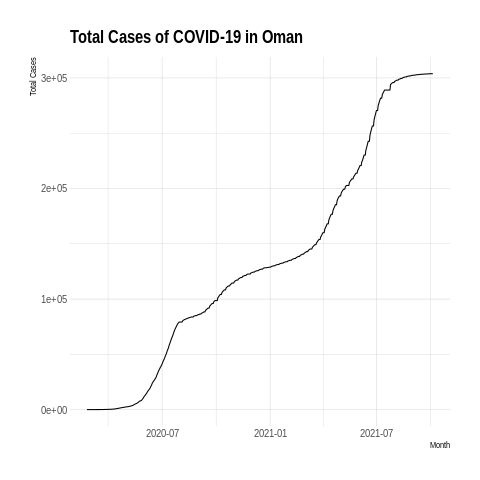 Total Cases of COVID-19 in Oman
Total Cases
3e+05
2e+05
1e+05
0e+00
2020-07 2021-01 2021-07
Month